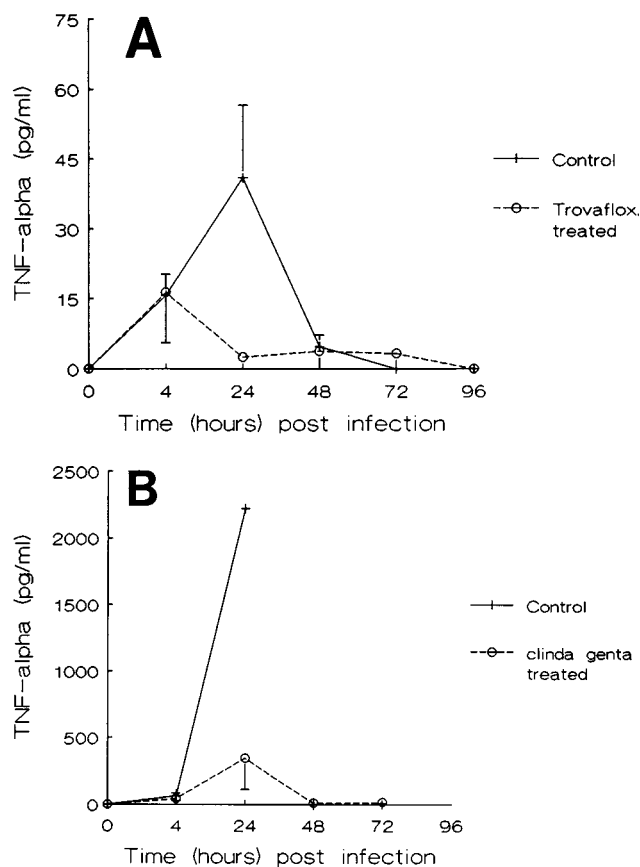 A
75
60
45
30
15
0
TNF-alpha (pg/ml)
0 4 24 48 72 96
Time (hours) post infection
Control
Trovaflox.
treated
B
2500
2000
1500
1000
500
0
TNF-alpha (pg/ml)
0 4 24 48 72 96
Time (hours) post infection
Control
clinda genta
treated